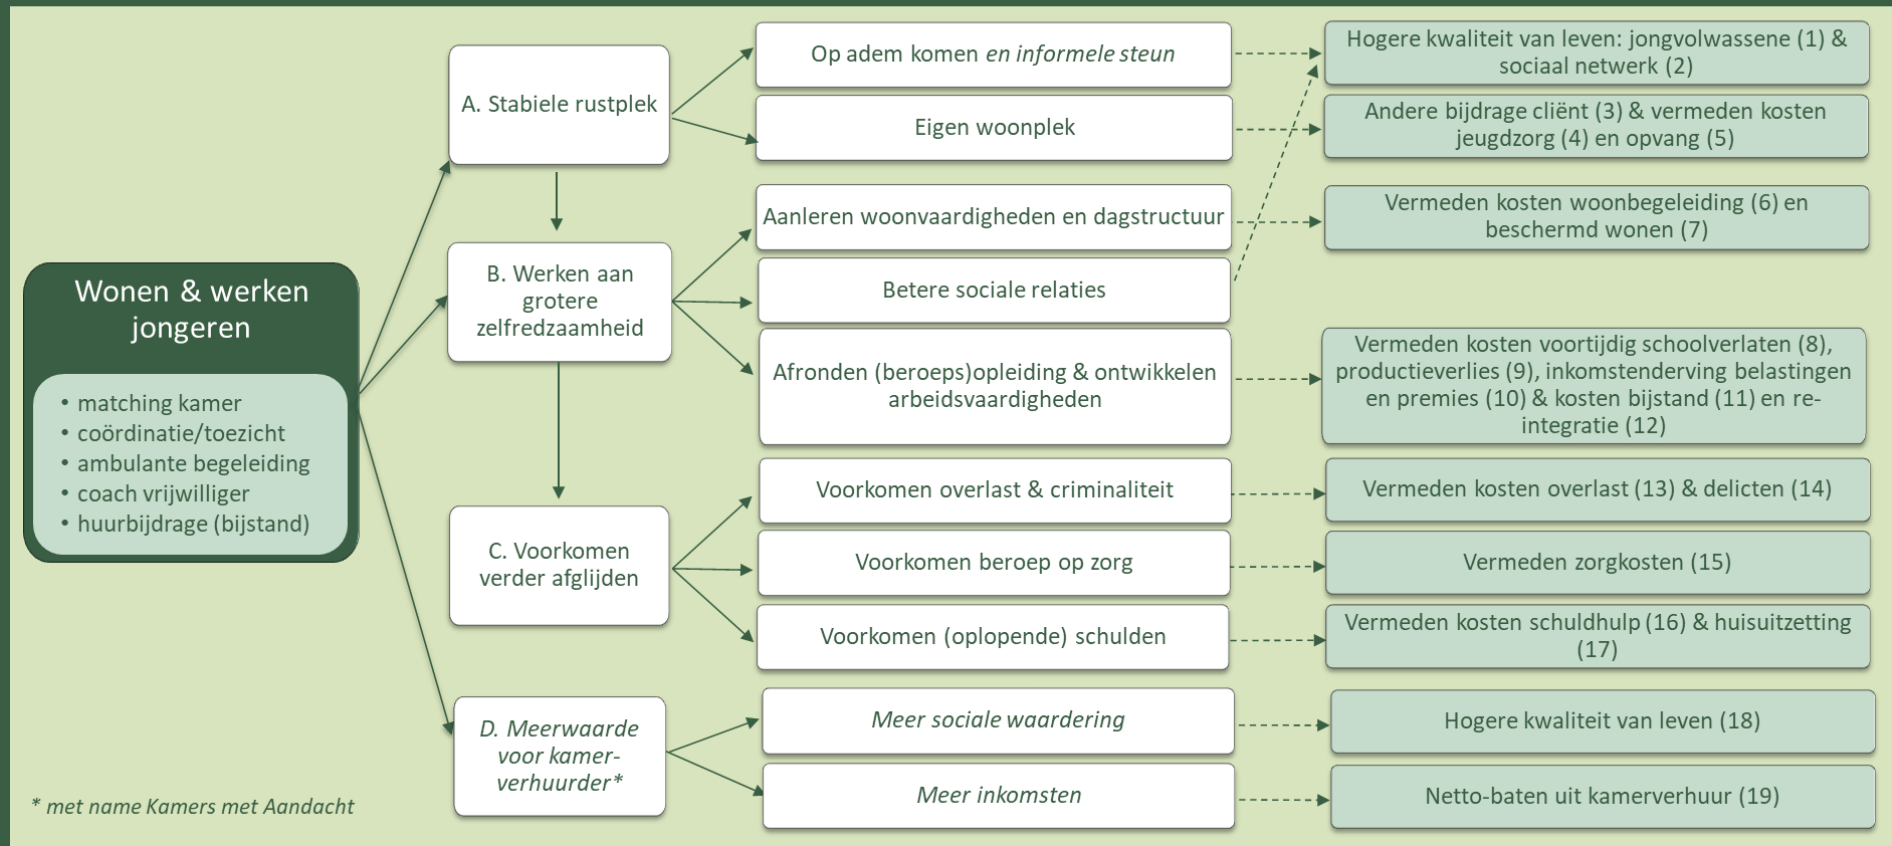 Wonen & werken
jongeren
• matching kamer
• coördinatie/toezicht
• ambulante begeleiding
• coach vrijwilliger
• huurbijdrage (bijstand)
* met name Kamers met Aandacht
A. Stabiele rustplek
B. Werken aan
grotere
zelfredzaamheid
C. Voorkomen
verder afglijden
D. Meerwaarde
voor kamer-
verhuurder*
Op adem komen en informele steun
Eigen woonplek
Aanleren woonvaardigheden en dagstructuur
Betere sociale relaties
Afronden (beroeps)opleiding & ontwikkelen
arbeidsvaardigheden
Voorkomen overlast & criminaliteit
Voorkomen beroep op zorg
Voorkomen (oplopende) schulden
Meer sociale waardering
Meer inkomsten
Hogere kwaliteit van leven: jongvolwassene (1) &
sociaal netwerk (2)
Andere bijdrage cliënt (3) & vermeden kosten
jeugdzorg (4) en opvang (5)
Vermeden kosten woonbegeleiding (6) en
beschermd wonen (7)
Vermeden kosten voortijdig schoolverlaten (8),
productieverlies (9), inkomstenderving belastingen
en premies (10) & kosten bijstand (11) en re-
integratie (12)
Vermeden kosten overlast (13) & delicten (14)
Vermeden zorgkosten (15)
Vermeden kosten schuldhulp (16) & huisuitzetting
(17)
Hogere kwaliteit van leven (18)
Netto-baten uit kamerverhuur (19)